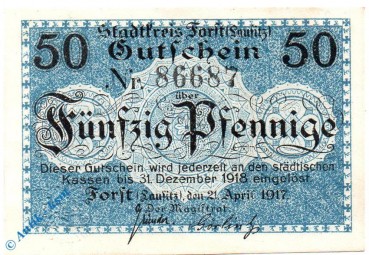 Stadtkreis Forst (Lausitz)
50 Gutschein 50
Nr. 86687
über
Fünfzig Pfennige
Dieser Gutschein wird jederzeit an den städtischen
Kassen bis 31. Dezember 1918 eingelöst.
Forst (Lausitz), den 21. April 1917.
Der Magistrat.